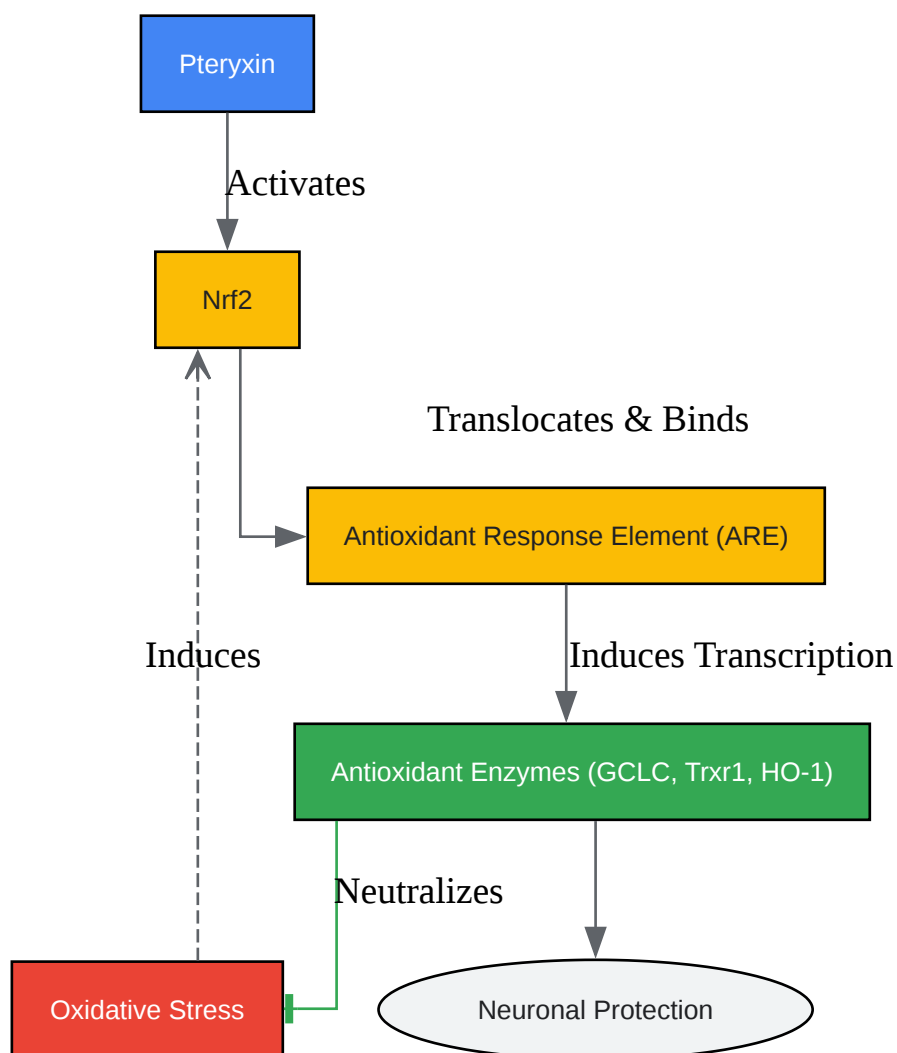 Pteryxin
Activates
Nrf2
Translocates & Binds
Antioxidant Response Element (ARE)
Induces
Induces Transcription
Antioxidant Enzymes (GCLC, Trxr1, HO-1)
Neutralizes
Oxidative Stress
Neuronal Protection